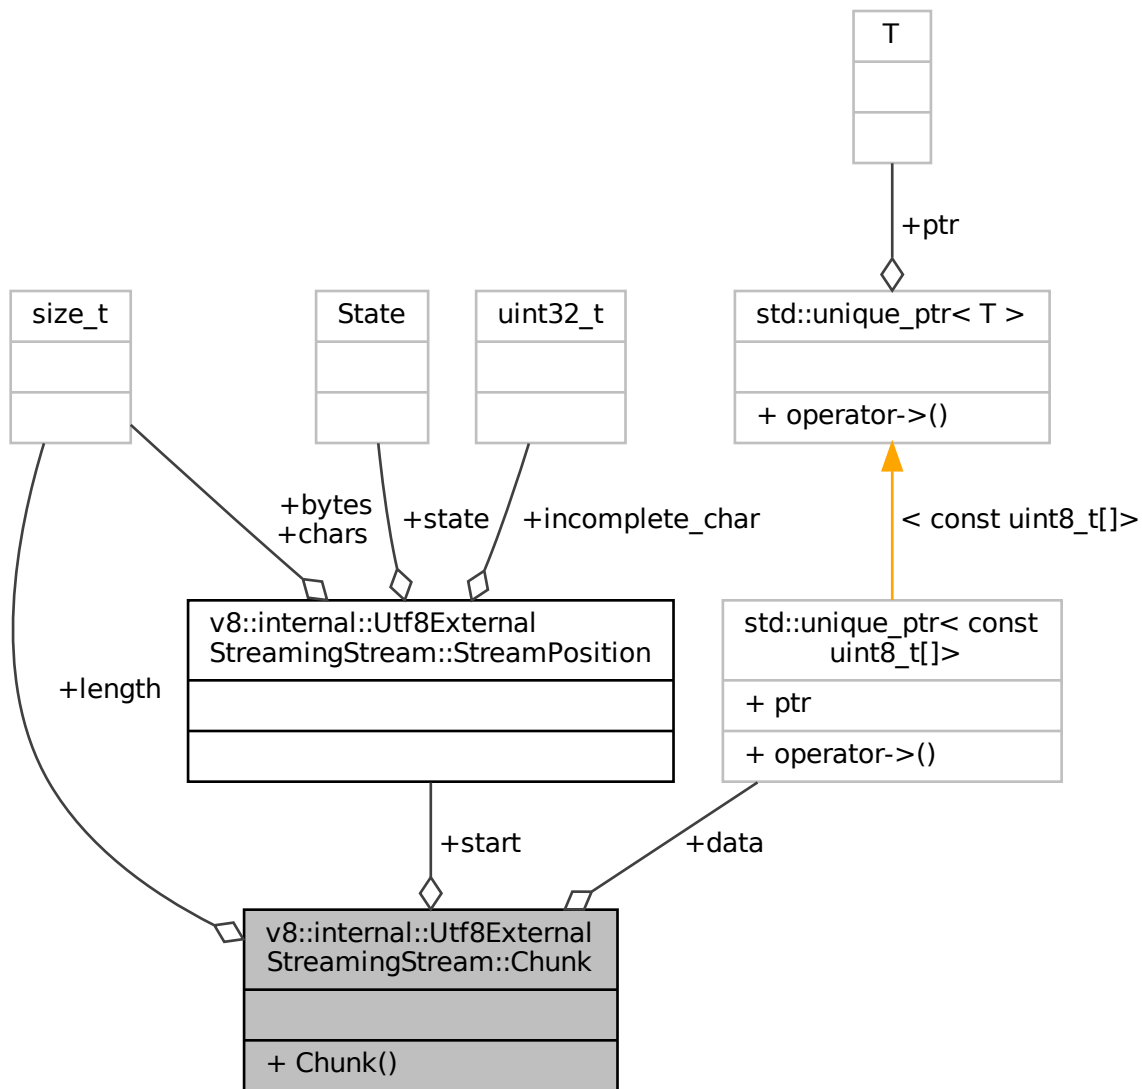 T
+ptr
size_t
State
uint32_t
std::unique_ptr< T >
+ operator->()
+bytes
+chars
+state
+incomplete_char
< const uint8_t[]>
v8::internal::Utf8External
StreamingStream::StreamPosition
std::unique_ptr< const
uint8_t[]>
+ ptr
+ operator->()
+length
+start
+data
v8::internal::Utf8External
StreamingStream::Chunk
+ Chunk()